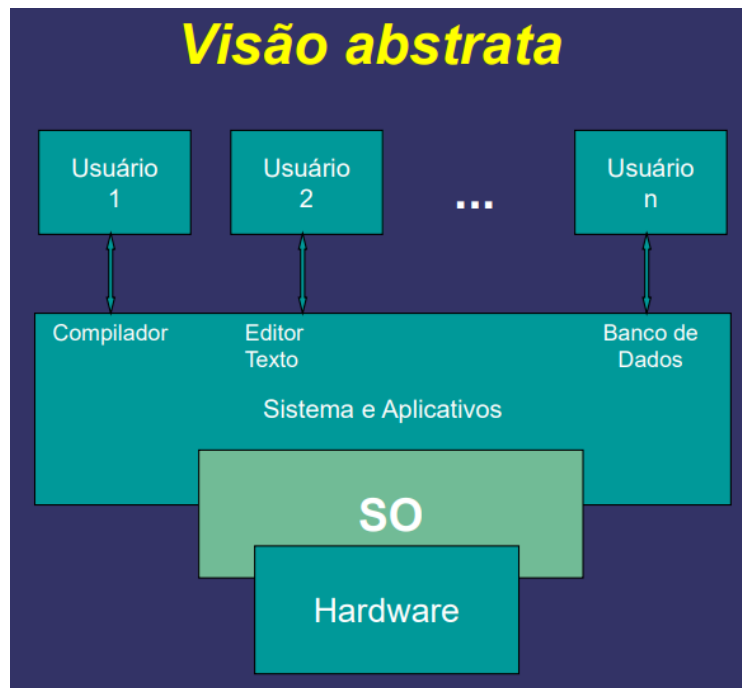 Visão abstrata
Usuário
1
Usuário
2
...
Usuário
n
Compilador
Editor
Texto
Banco de
Dados
Sistema e Aplicativos
SO
Hardware